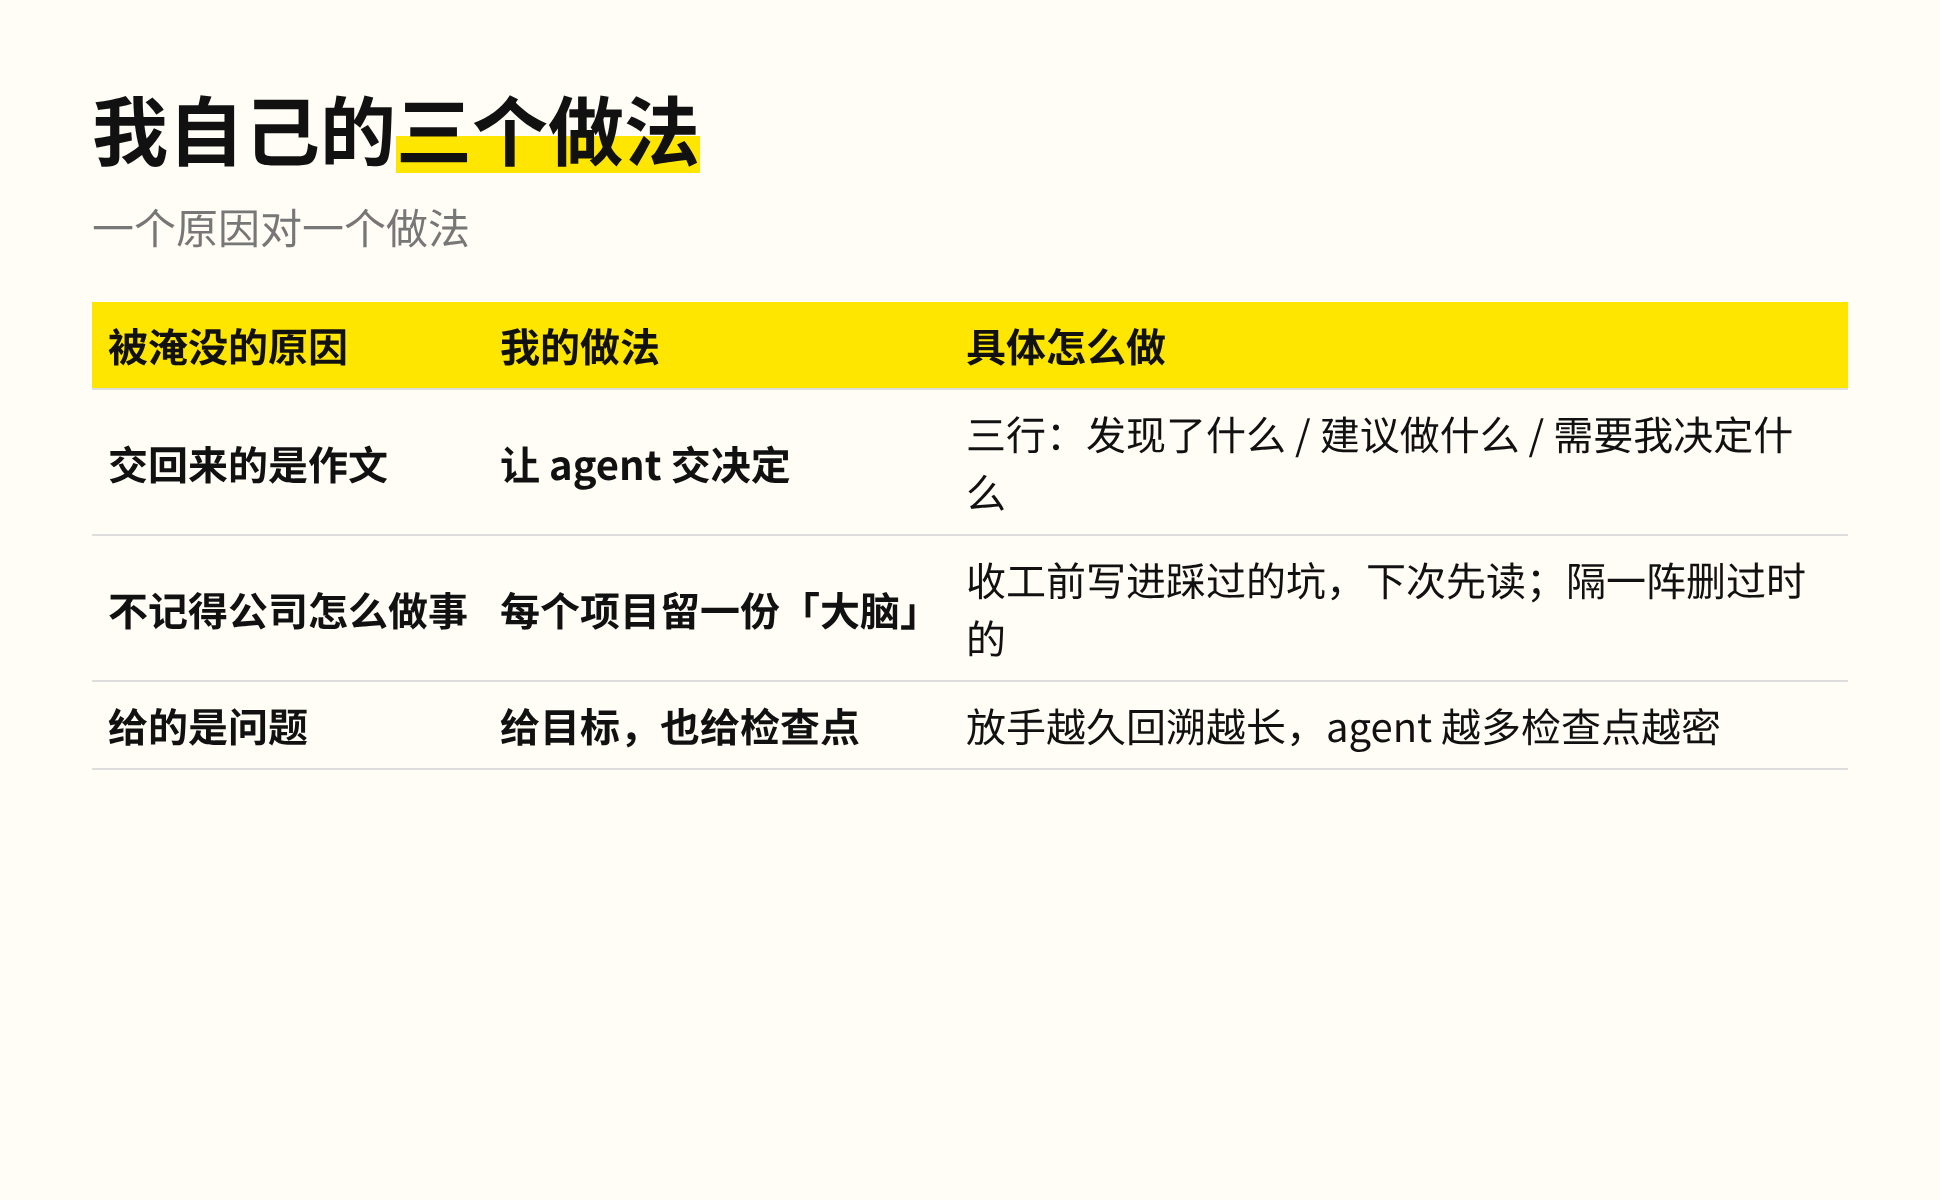 我自己的三个做法
一个原因对一个做法
被淹没的原因 我的做法 具体怎么做
交回来的是作文 让 agent 交决定 三行：发现了什么 / 建议做什么 / 需要我决定什
么
不记得公司怎么做事 每个项目留一份「大脑」 收工前写进踩过的坑，下次先读；隔一阵删过时
的
给的是问题 给目标，也给检查点 放手越久回溯越长，agent 越多检查点越密